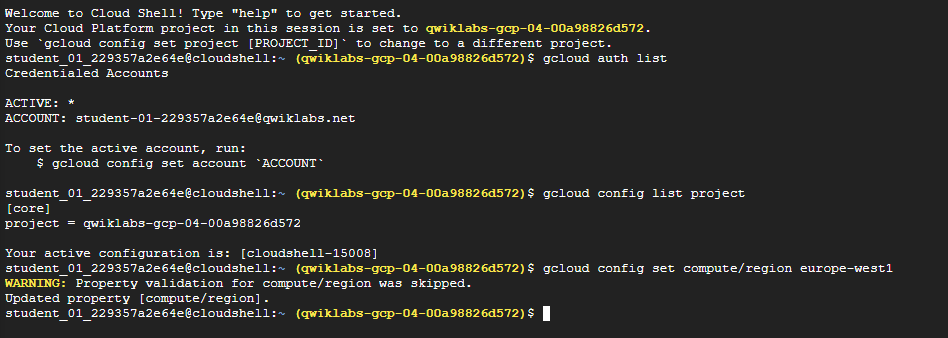 Welcome to Cloud Shell! Type "help" to get started.
Your Cloud Platform project in this session is set to qwiklabs-gcp-04-00a98826d572.
Use `gcloud config set project [PROJECT_ID]` to change to a different project.
student_01_229357a2e64e@cloudshell:~ (qwiklabs-gcp-04-00a98826d572)$ gcloud auth list
Credentialed Accounts
ACTIVE: *
ACCOUNT: student-01-229357a2e64e@qwiklabs.net
To set the active account, run:
    $ gcloud config set account `ACCOUNT`
student_01_229357a2e64e@cloudshell:~ (qwiklabs-gcp-04-00a98826d572)$ gcloud config list project
[core]
project = qwiklabs-gcp-04-00a98826d572
Your active configuration is: [cloudshell-15008]
student_01_229357a2e64e@cloudshell:~ (qwiklabs-gcp-04-00a98826d572)$ gcloud config set compute/region europe-west1
WARNING: Property validation for compute/region was skipped.
Updated property [compute/region].
student_01_229357a2e64e@cloudshell:~ (qwiklabs-gcp-04-00a98826d572)$